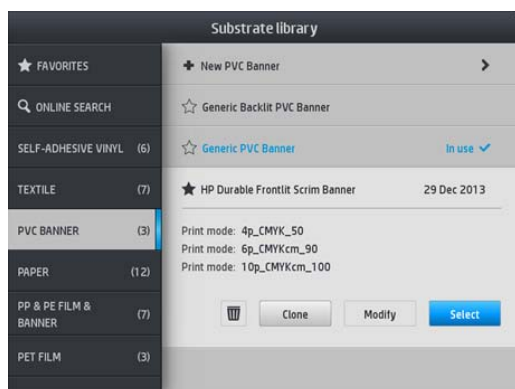 Substrate library
FAVORITES
ONLINE SEARCH
SELF-ADHESIVE VINYL (6)
TEXTILE (7)
PVC BANNER (3)
PAPER (12)
PP & PE FILM &
BANNER (7)
PET FILM (3)
New PVC Banner
Generic Backlit PVC Banner
Generic PVC Banner In use
HP Durable Frontlit Scrim Banner 29 Dec 2013
Print mode: 4p_CMYK_50
Print mode: 6p_CMYKcm_90
Print mode: 10p_CMYKcm_100
Clone Modify Select